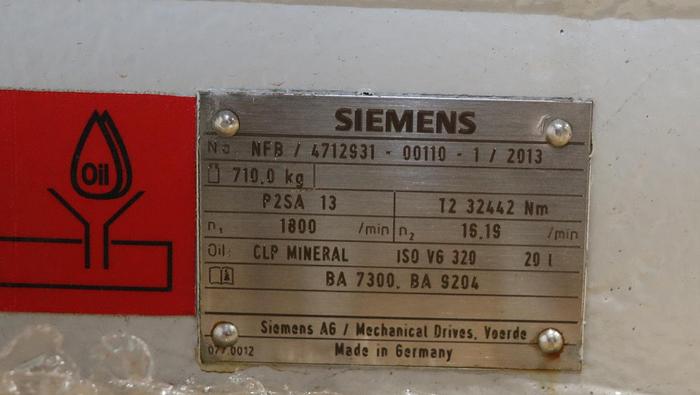 Oil
SIEMENS
No. NFB / 4712931 - 00110 - 1 / 2013
710.0 kg
P2SA 13 T2 32442 Nm
n1 1800 /min n2 16.19 /min
Oil: CLP MINERAL ISO VG 320 20 l
BA 7300, BA 9204
Siemens AG / Mechanical Drives, Voerde
077.0012 Made in Germany